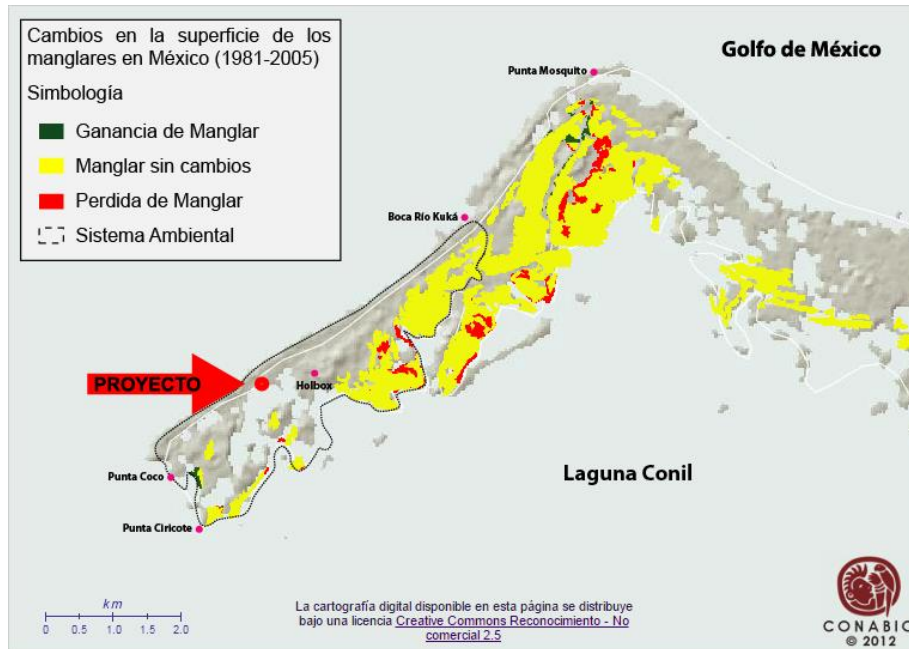 Cambios en la superficie de los
manglares en México (1981-2005)
Simbología
Ganancia de Manglar
Manglar sin cambios
Perdida de Manglar
Sistema Ambiental
Golfo de México
Punta Mosquito
Boca Río Kuká
PROYECTO
Holbox
Punta Coco
Laguna Conil
Punta Ciricote
km
0 0.5 1.0 1.5 2.0
La cartografía digital disponible en esta página se distribuye
bajo una licencia Creative Commons Reconocimiento - No
comercial 2.5
CONABIO
© 2012